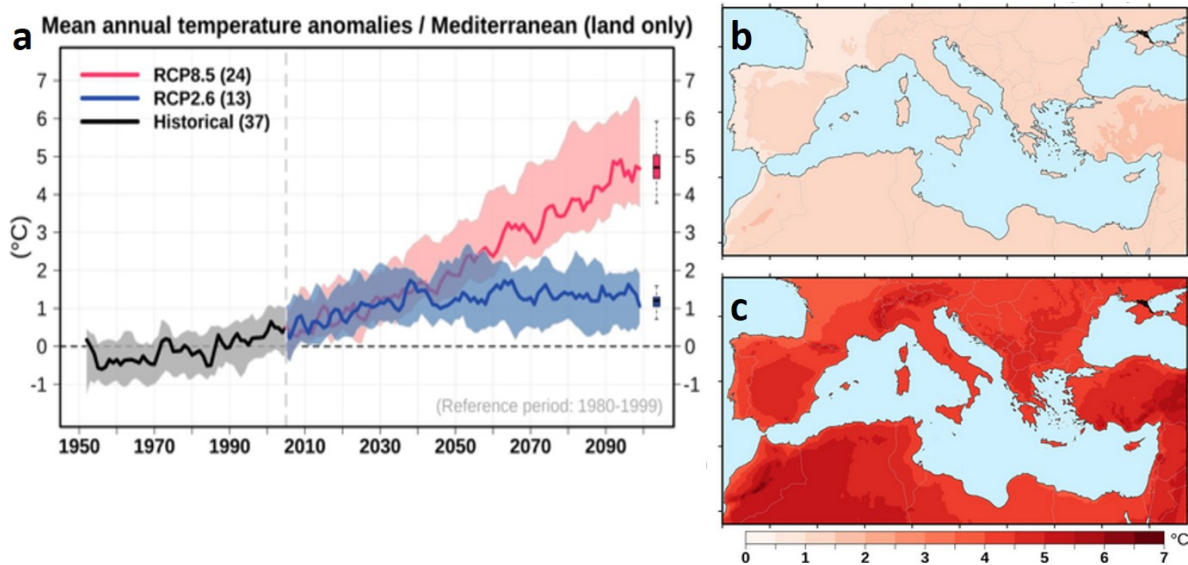 a
Mean annual temperature anomalies / Mediterranean (land only)
RCP8.5 (24)
RCP2.6 (13)
Historical (37)
7
6
5
4
3
2
1
0
-1
(°C)
7
6
5
4
3
2
1
0
-1
(Reference period: 1980-1999)
1950 1970 1990 2010 2030 2050 2070 2090
b
c
0 1 2 3 4 5 6 7 °C